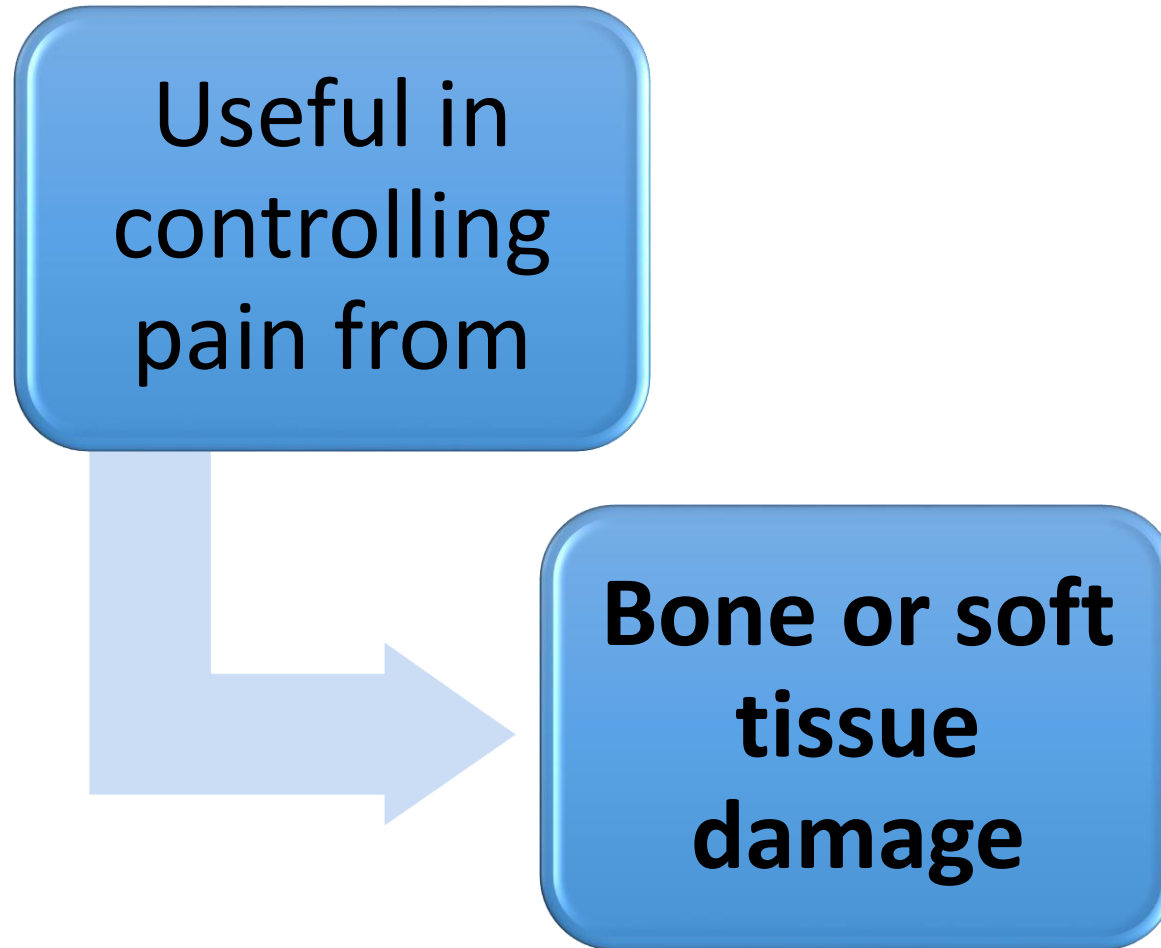 Useful in
controlling
pain from
Bone or soft
tissue
damage